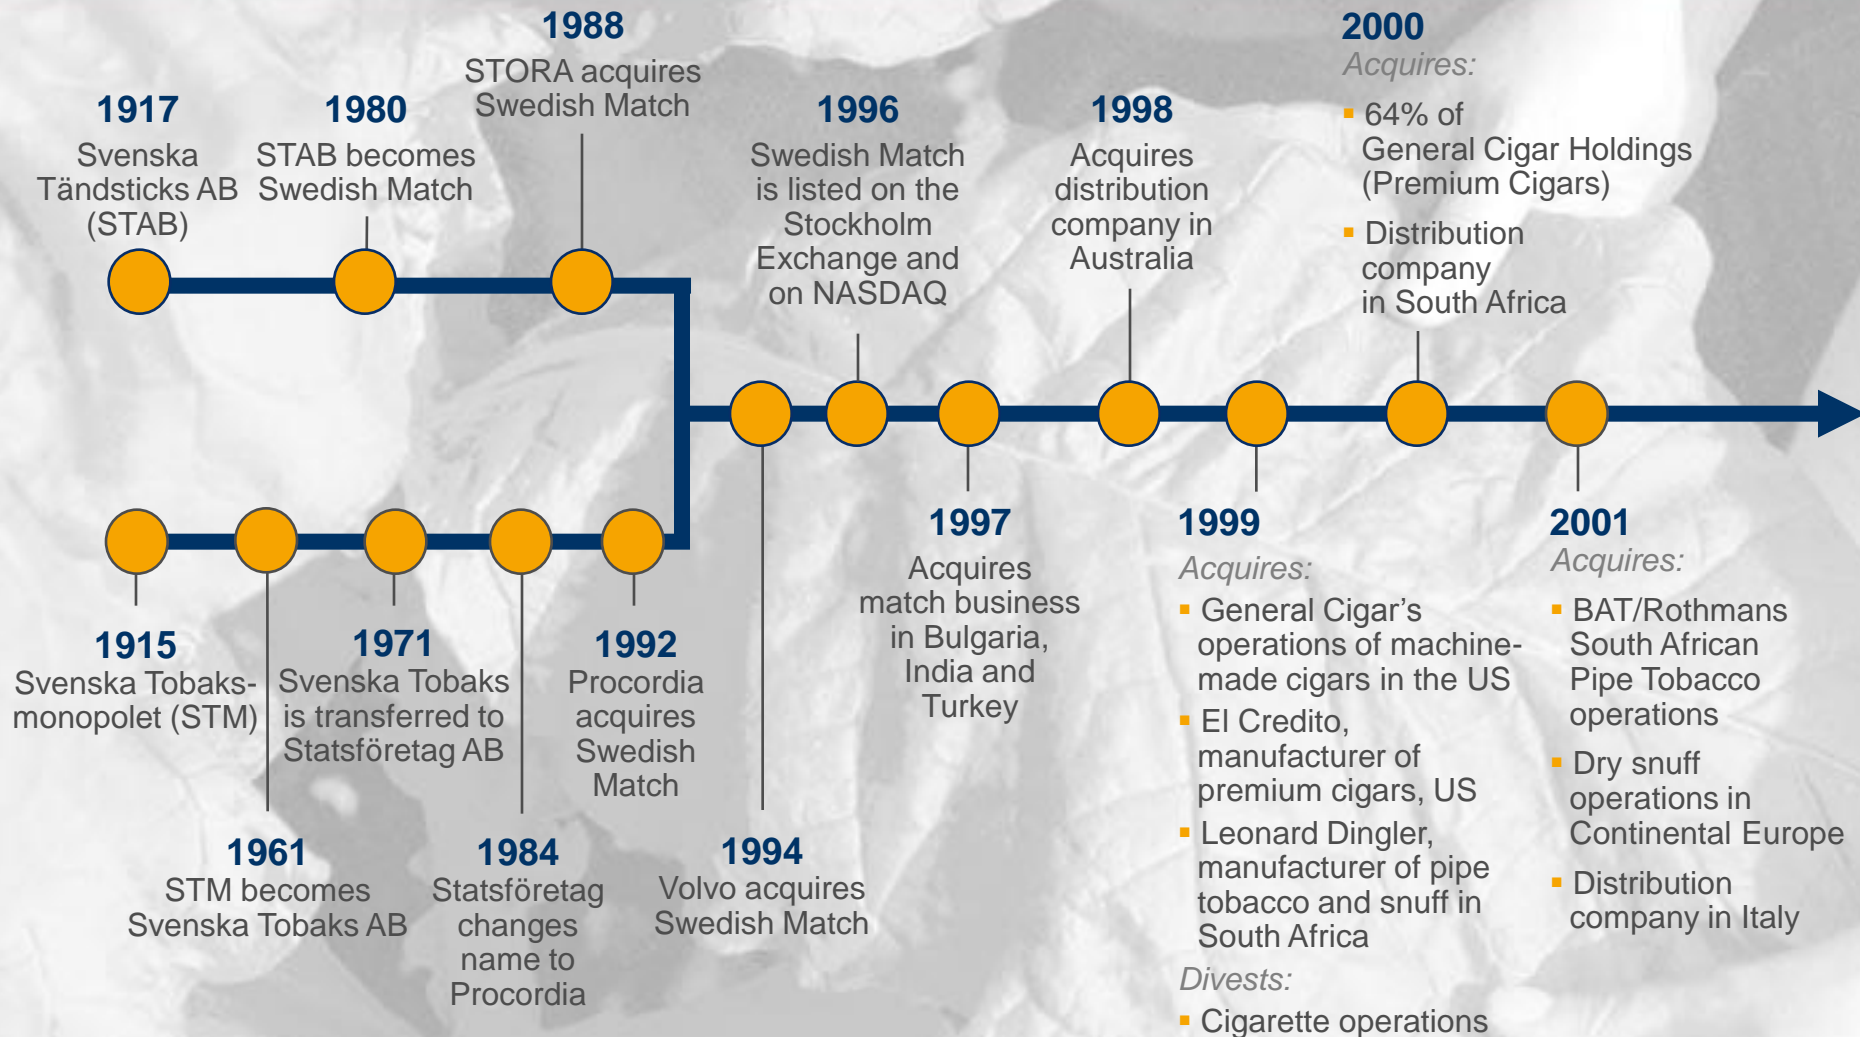 1988
STORA acquires
Swedish Match
2000
Acquires:
▪ 64% of
General Cigar Holdings
(Premium Cigars)
▪ Distribution
company
in South Africa
1917
Svenska
Tändsticks AB
(STAB)
1980
STAB becomes
Swedish Match
1996
Swedish Match
is listed on the
Stockholm
Exchange and
on NASDAQ
1998
Acquires
distribution
company in
Australia
1915
Svenska Tobaks-
monopolet (STM)
1971
Svenska Tobaks
is transferred to
Statsföretag AB
1992
Procordia
acquires
Swedish
Match
1997
Acquires
match business
in Bulgaria,
India and
Turkey
1999
Acquires:
▪ General Cigar’s
operations of machine-
made cigars in the US
▪ El Credito,
manufacturer of
premium cigars, US
▪ Leonard Dingler,
manufacturer of pipe
tobacco and snuff in
South Africa
Divests:
▪ Cigarette operations
2001
Acquires:
▪ BAT/Rothmans
South African
Pipe Tobacco
operations
▪ Dry snuff
operations in
Continental Europe
▪ Distribution
company in Italy
1961
STM becomes
Svenska Tobaks AB
1984
Statsföretag
changes
name to
Procordia
1994
Volvo acquires
Swedish Match